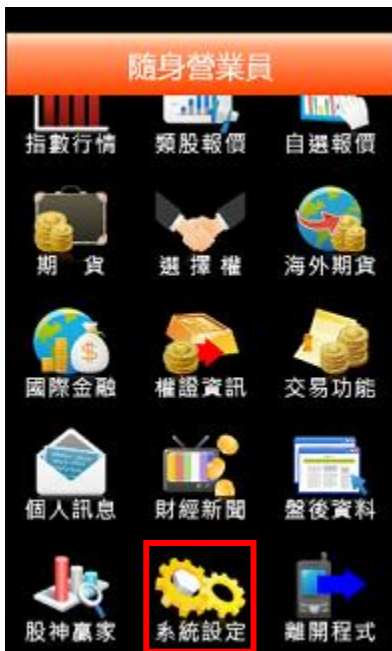 隨身營業員
指數行情 類股報價 自選報價
期 貨 選 擇 權 海外期貨
國際金融 權證資訊 交易功能
個人訊息 財經新聞 盤後資料
股神贏家 系統設定 離開程式